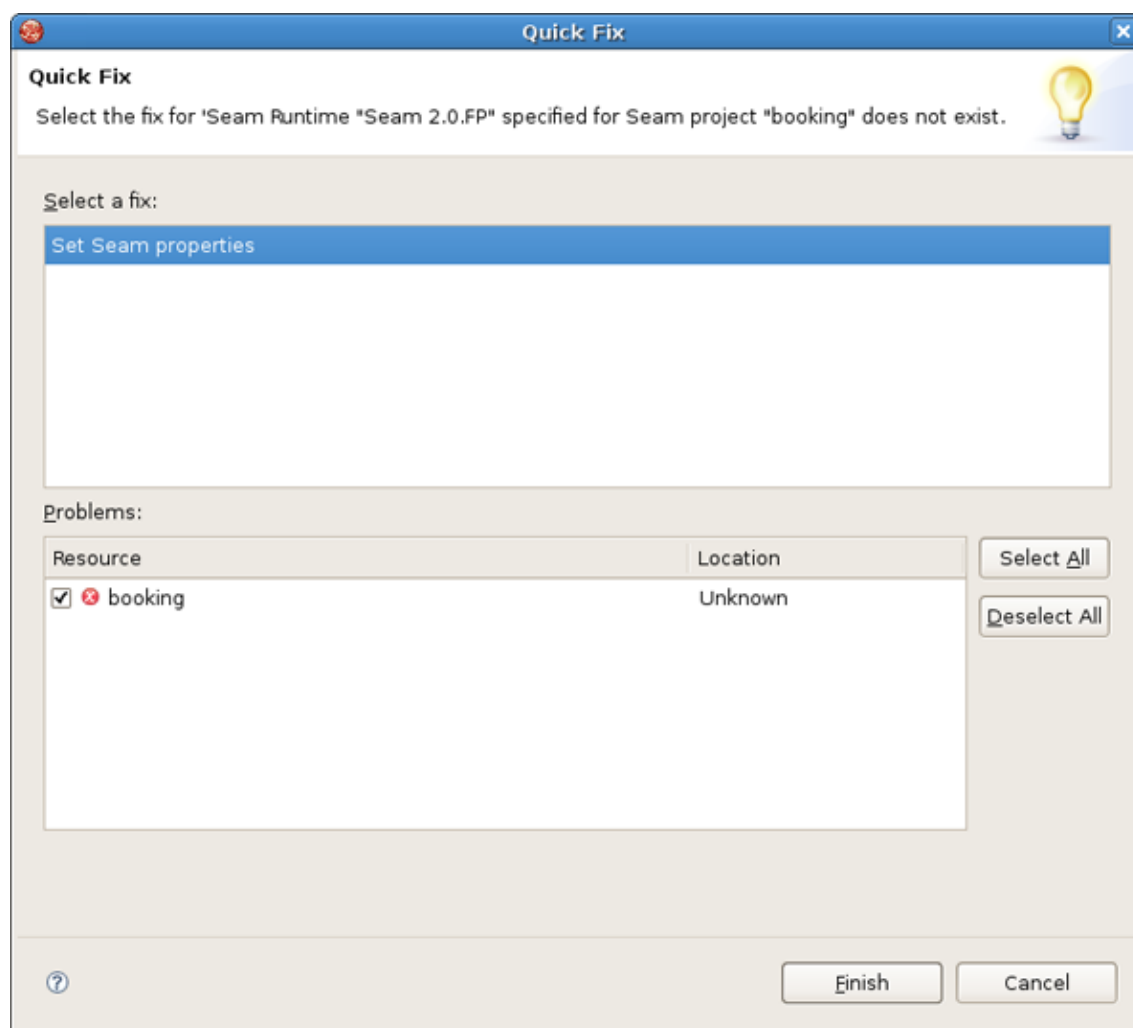 Quick Fix
Quick Fix
Select the fix for 'Seam Runtime "Seam 2.0.FP" specified for Seam project "booking" does not exist.
Select a fix:
Set Seam properties
Problems:
Resource Location Select All
booking Unknown
Deselect All
? Finish Cancel